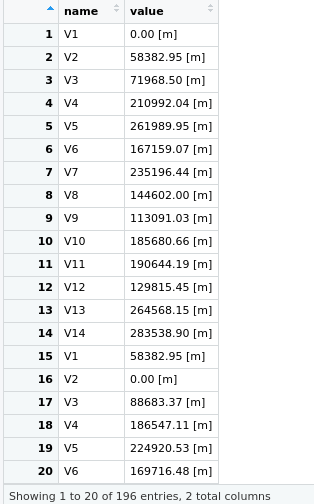 name value
1 V1 0.00 [m]
2 V2 58382.95 [m]
3 V3 71968.50 [m]
4 V4 210992.04 [m]
5 V5 261989.95 [m]
6 V6 167159.07 [m]
7 V7 235196.44 [m]
8 V8 144602.00 [m]
9 V9 113091.03 [m]
10 V10 185680.66 [m]
11 V11 190644.19 [m]
12 V12 129815.45 [m]
13 V13 264568.15 [m]
14 V14 283538.90 [m]
15 V1 58382.95 [m]
16 V2 0.00 [m]
17 V3 88683.37 [m]
18 V4 186547.11 [m]
19 V5 224920.53 [m]
20 V6 169716.48 [m]
Showing 1 to 20 of 196 entries, 2 total columns